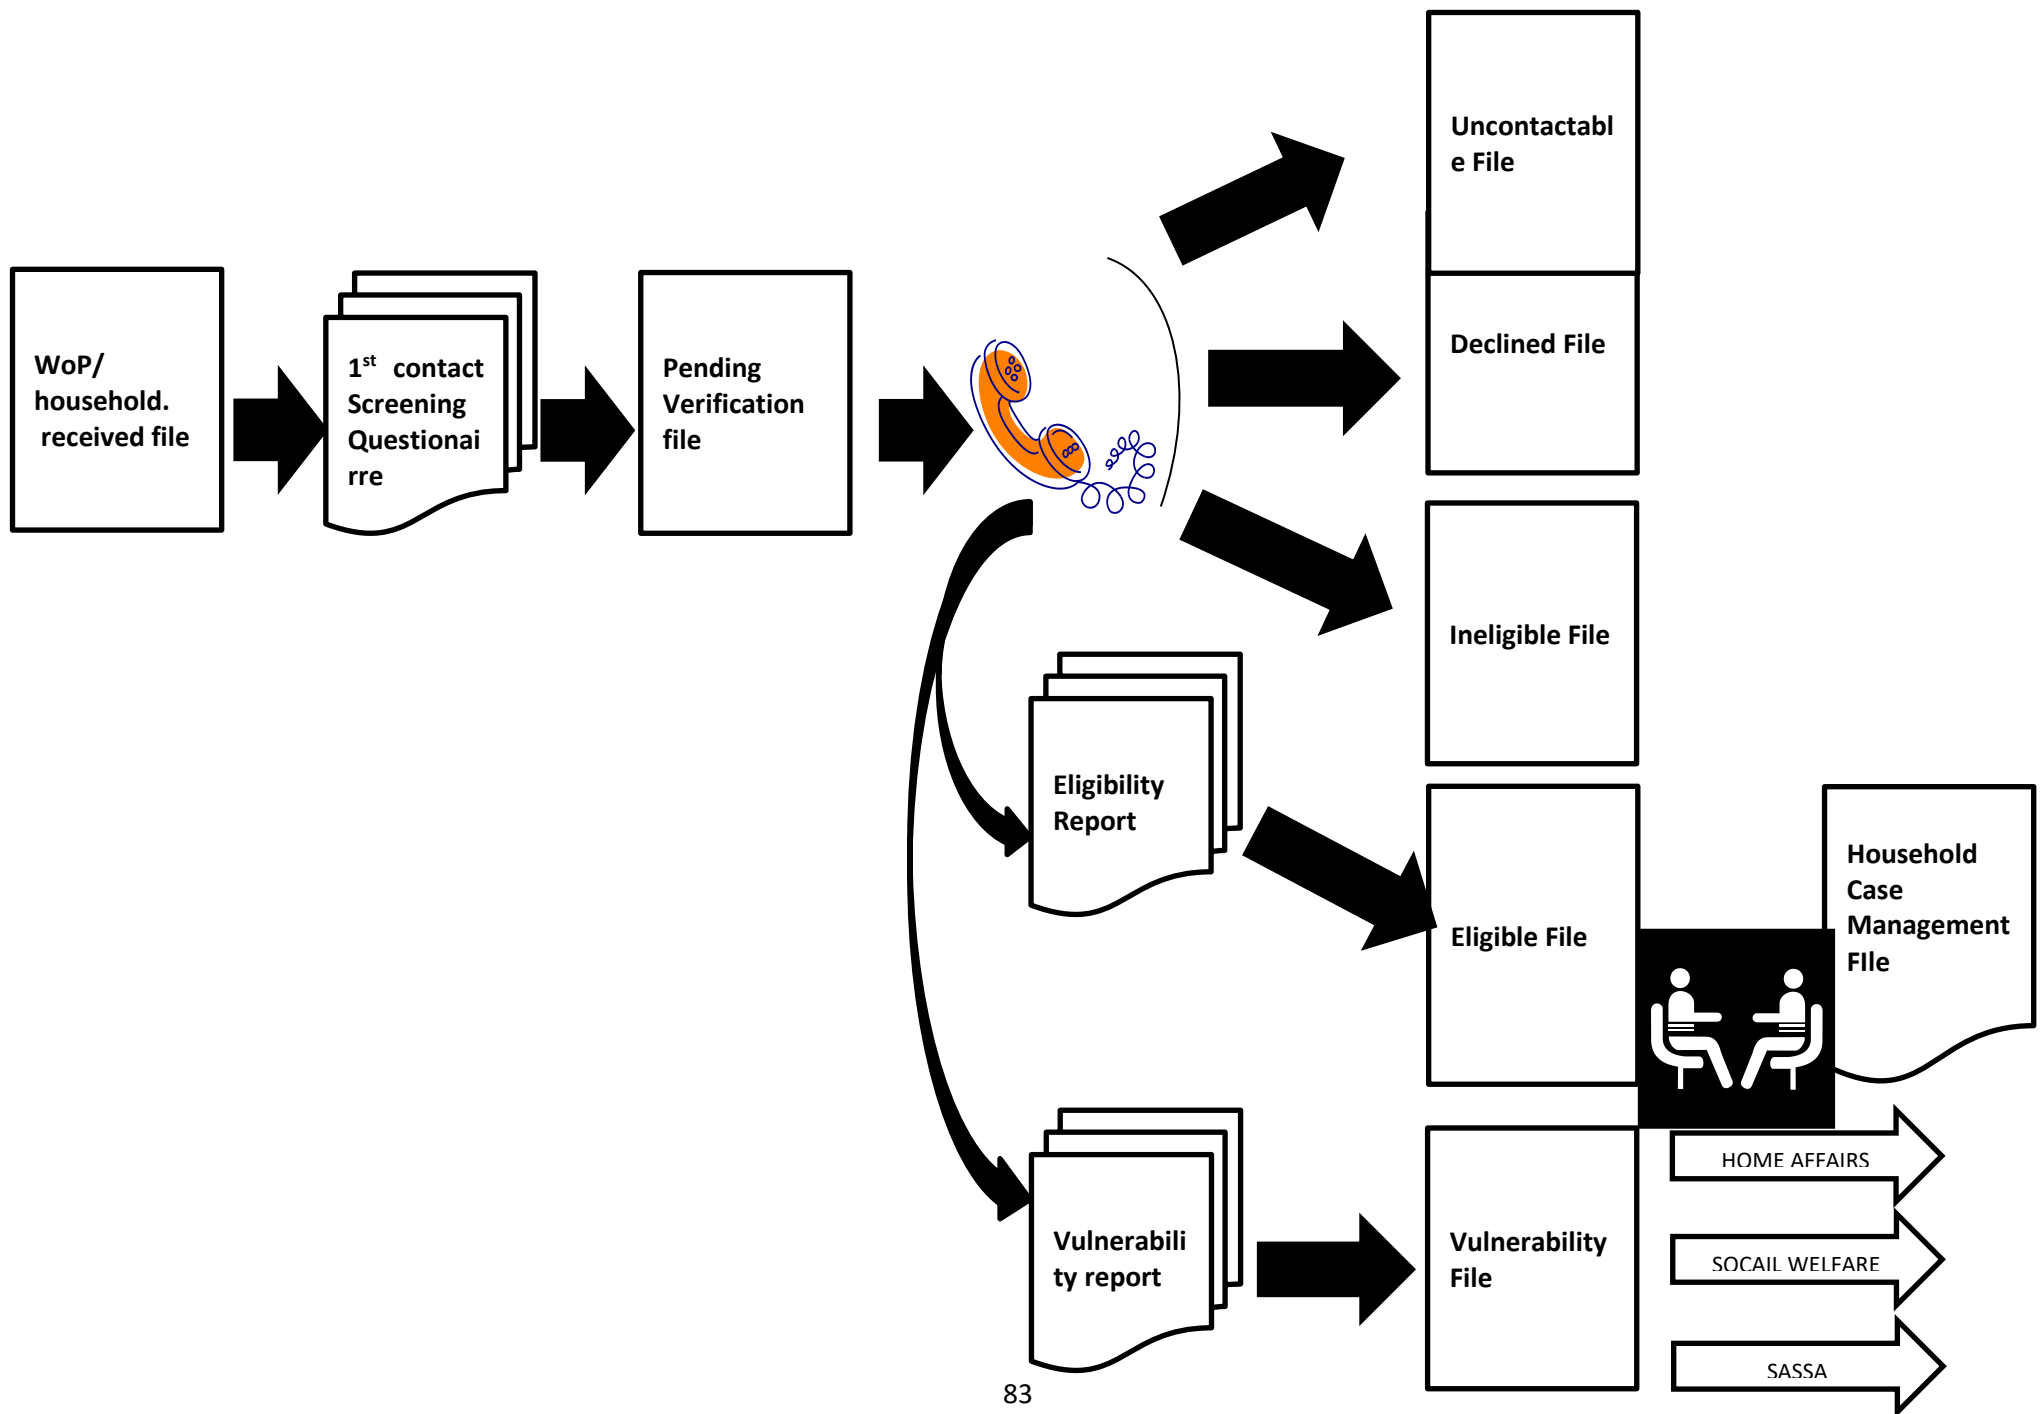 WoP/
household.
received file
1st contact
Screening
Questionai
rre
Pending
Verification
file
Uncontactabl
e File
Declined File
Ineligible File
Eligibility
Report
Eligible File
Household
Case
Management
FIle
Vulnerabili
ty report
Vulnerability
File
HOME AFFAIRS
SOCAIL WELFARE
SASSA
83